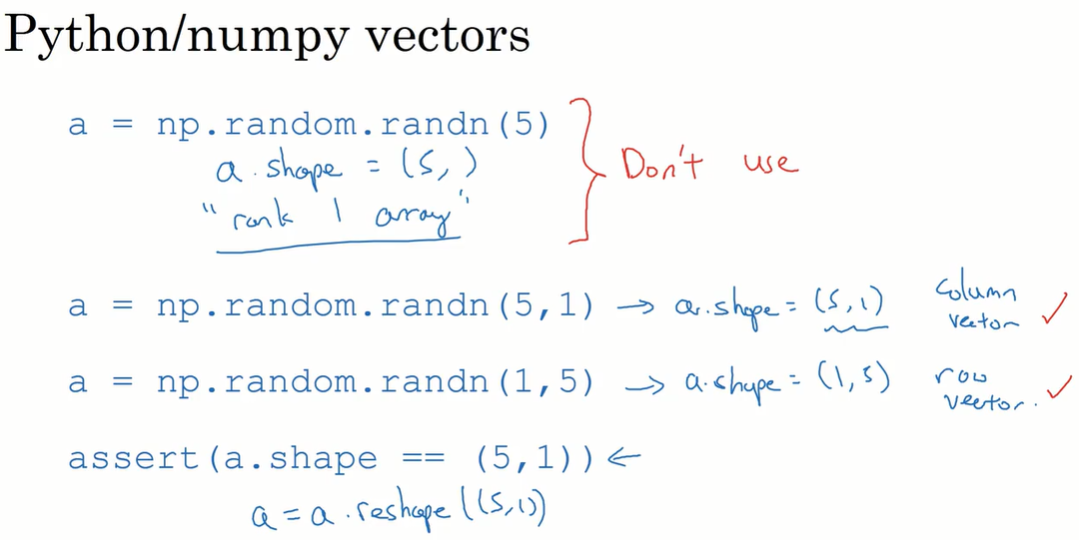 Python/numpy vectors
a = np.random.randn(5)
a.shape = (5,)
"rank 1 array"
Don't use
a = np.random.randn(5,1) → a.shape = (5,1) column vector ✓
a = np.random.randn(1,5) → a.shape = (1,5) row vector. ✓
assert(a.shape == (5,1)) ←
a = a.reshape((5,1))